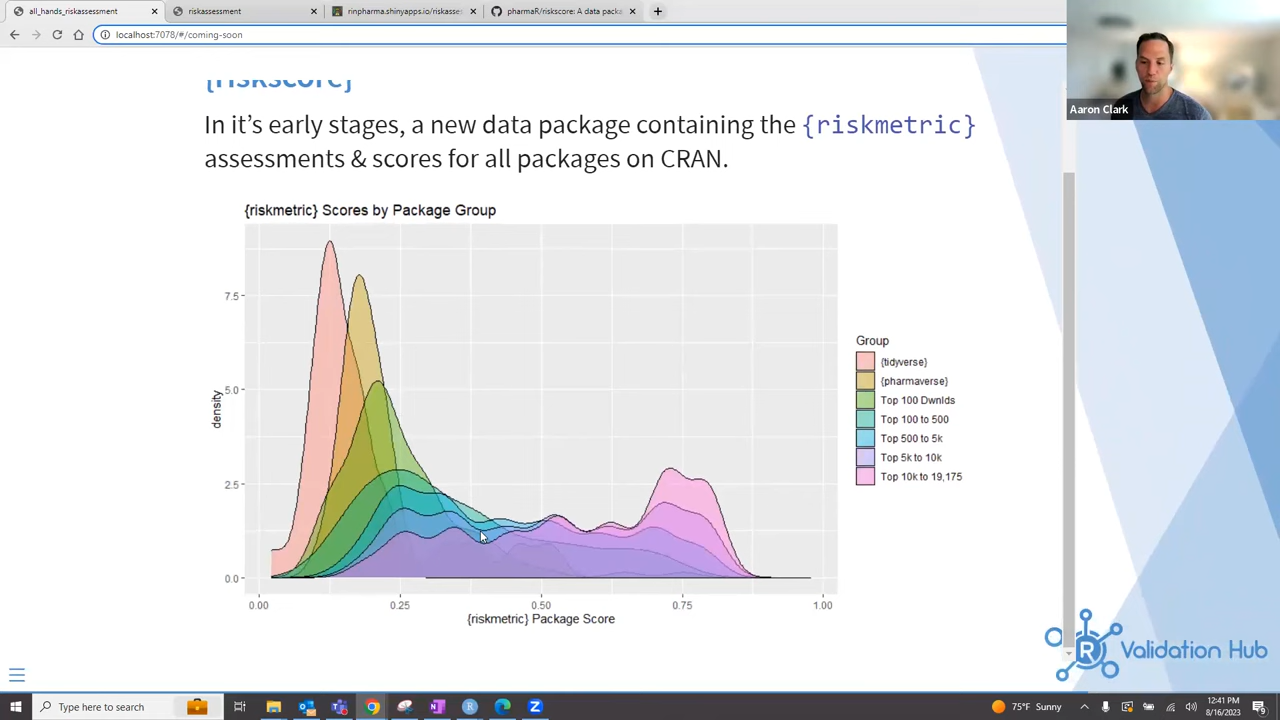 all_hands_riskassessment
riskassessment
rinpharma.shinyapps.io/riskasses
pharmaR/riskscore: A data packa
localhost:7078/#/coming-soon
Aaron Clark
{riskscore}
In it's early stages, a new data package containing the {riskmetric}
assessments & scores for all packages on CRAN.
{riskmetric} Scores by Package Group
7.5
5.0
2.5
0.0
density
0.00
0.25
0.50
0.75
1.00
{riskmetric} Package Score
Group
{tidyverse}
{pharmaverse}
Top 100 Dwnlds
Top 100 to 500
Top 500 to 5k
Top 5k to 10k
Top 10k to 19,175
R Validation Hub
Type here to search
75°F Sunny
12:41 PM
8/16/2023